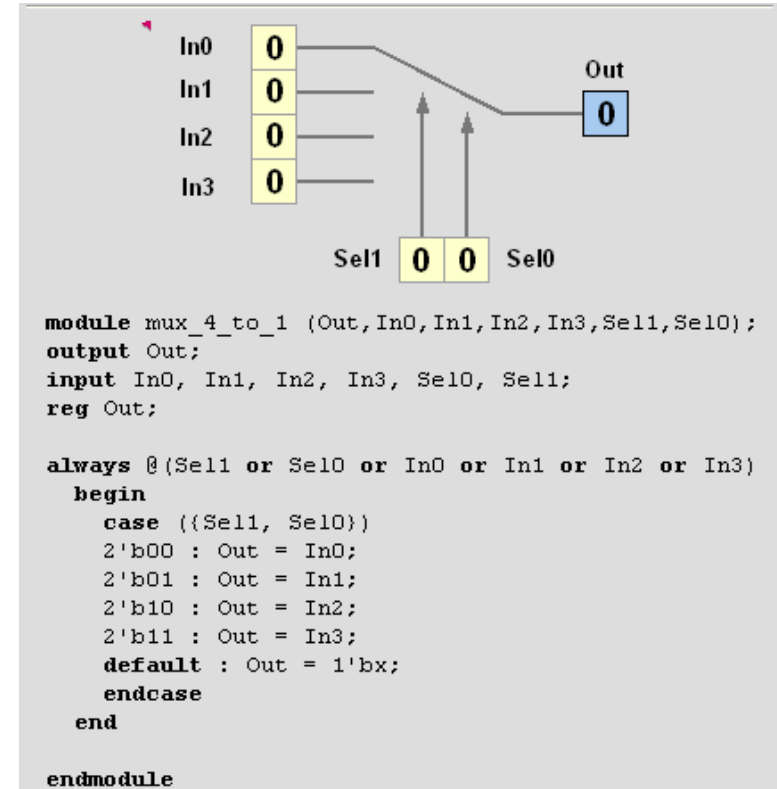 In0 0
Out
In1 0
0
In2 0
In3 0
Sel1 0 0 Sel0
module mux_4_to_1 (Out,In0,In1,In2,In3,Sel1,Sel0);
output Out;
input In0, In1, In2, In3, Sel0, Sel1;
reg Out;
always @(Sel1 or Sel0 or In0 or In1 or In2 or In3)
begin
case ({Sel1, Sel0})
2'b00 : Out = In0;
2'b01 : Out = In1;
2'b10 : Out = In2;
2'b11 : Out = In3;
default : Out = 1'bx;
endcase
end
endmodule